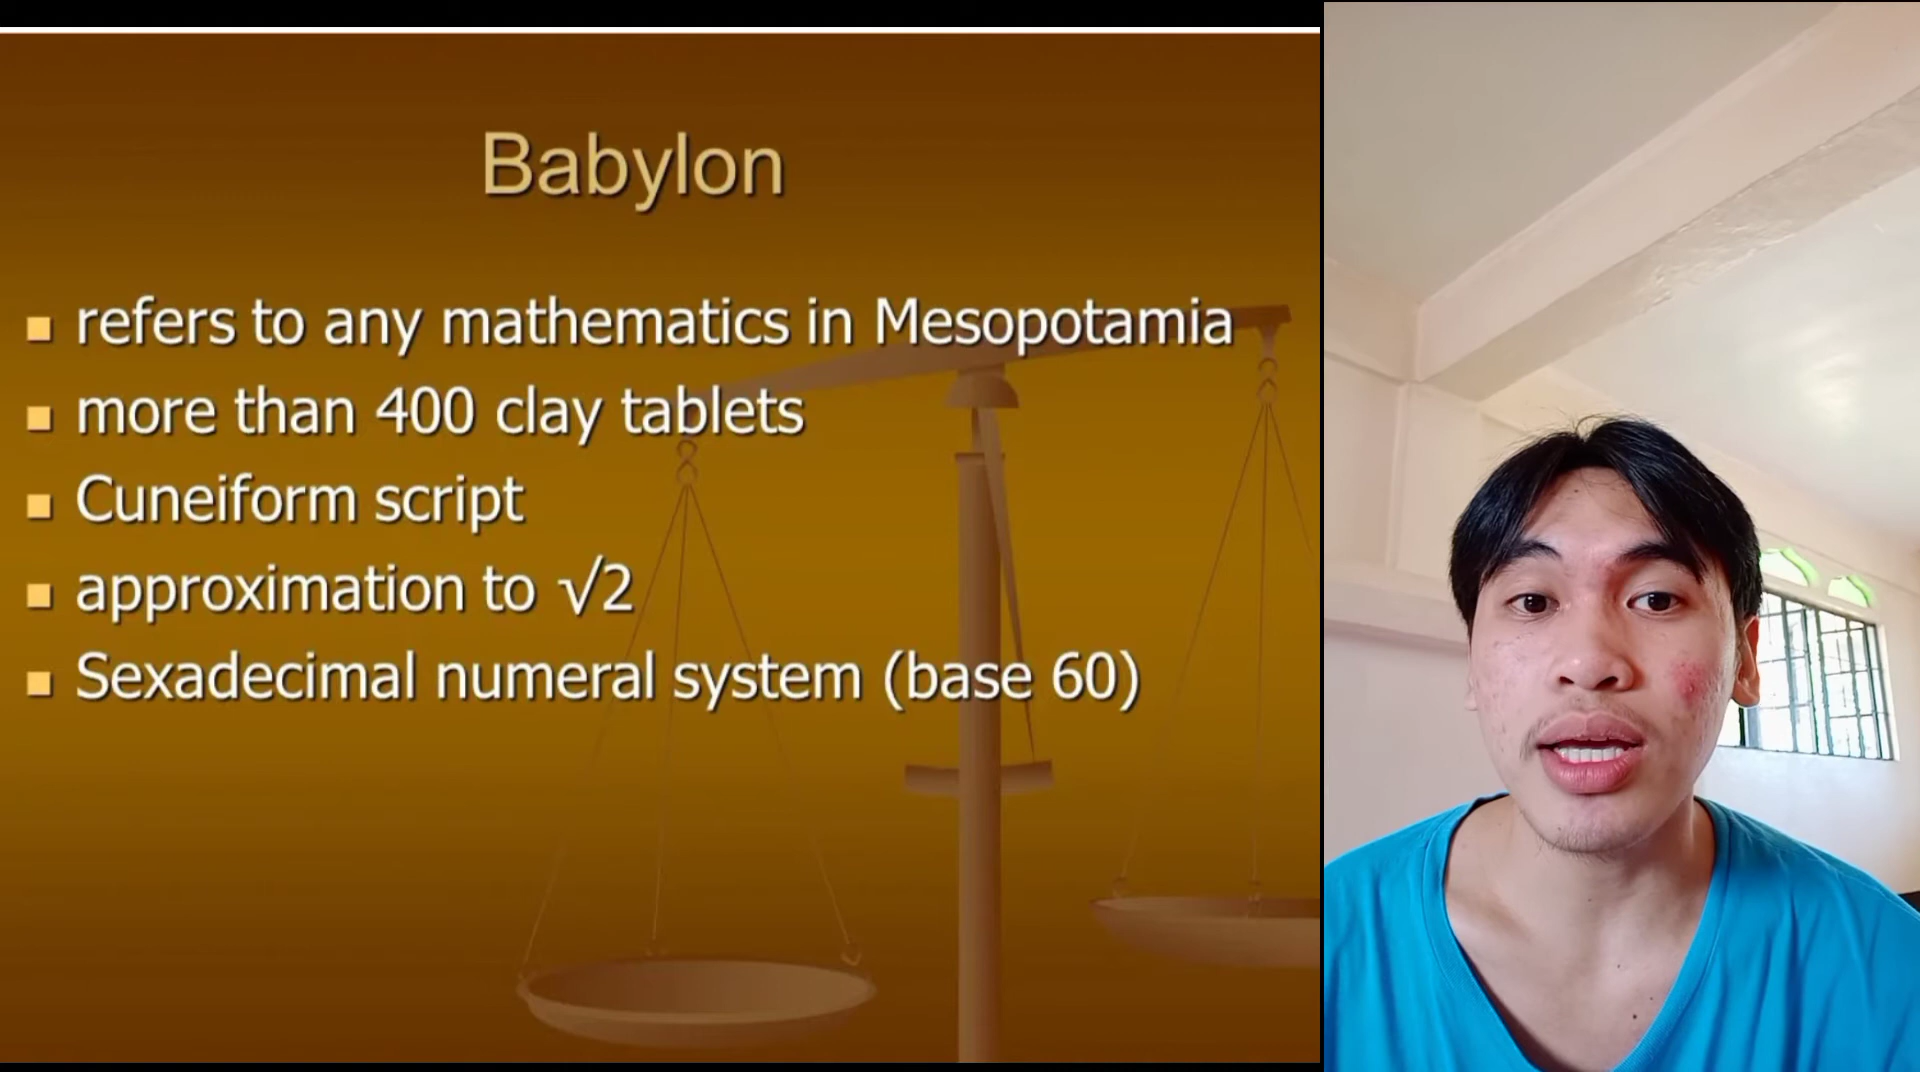 Babylon
refers to any mathematics in Mesopotamia
more than 400 clay tablets
Cuneiform script
approximation to √2
Sexadecimal numeral system (base 60)